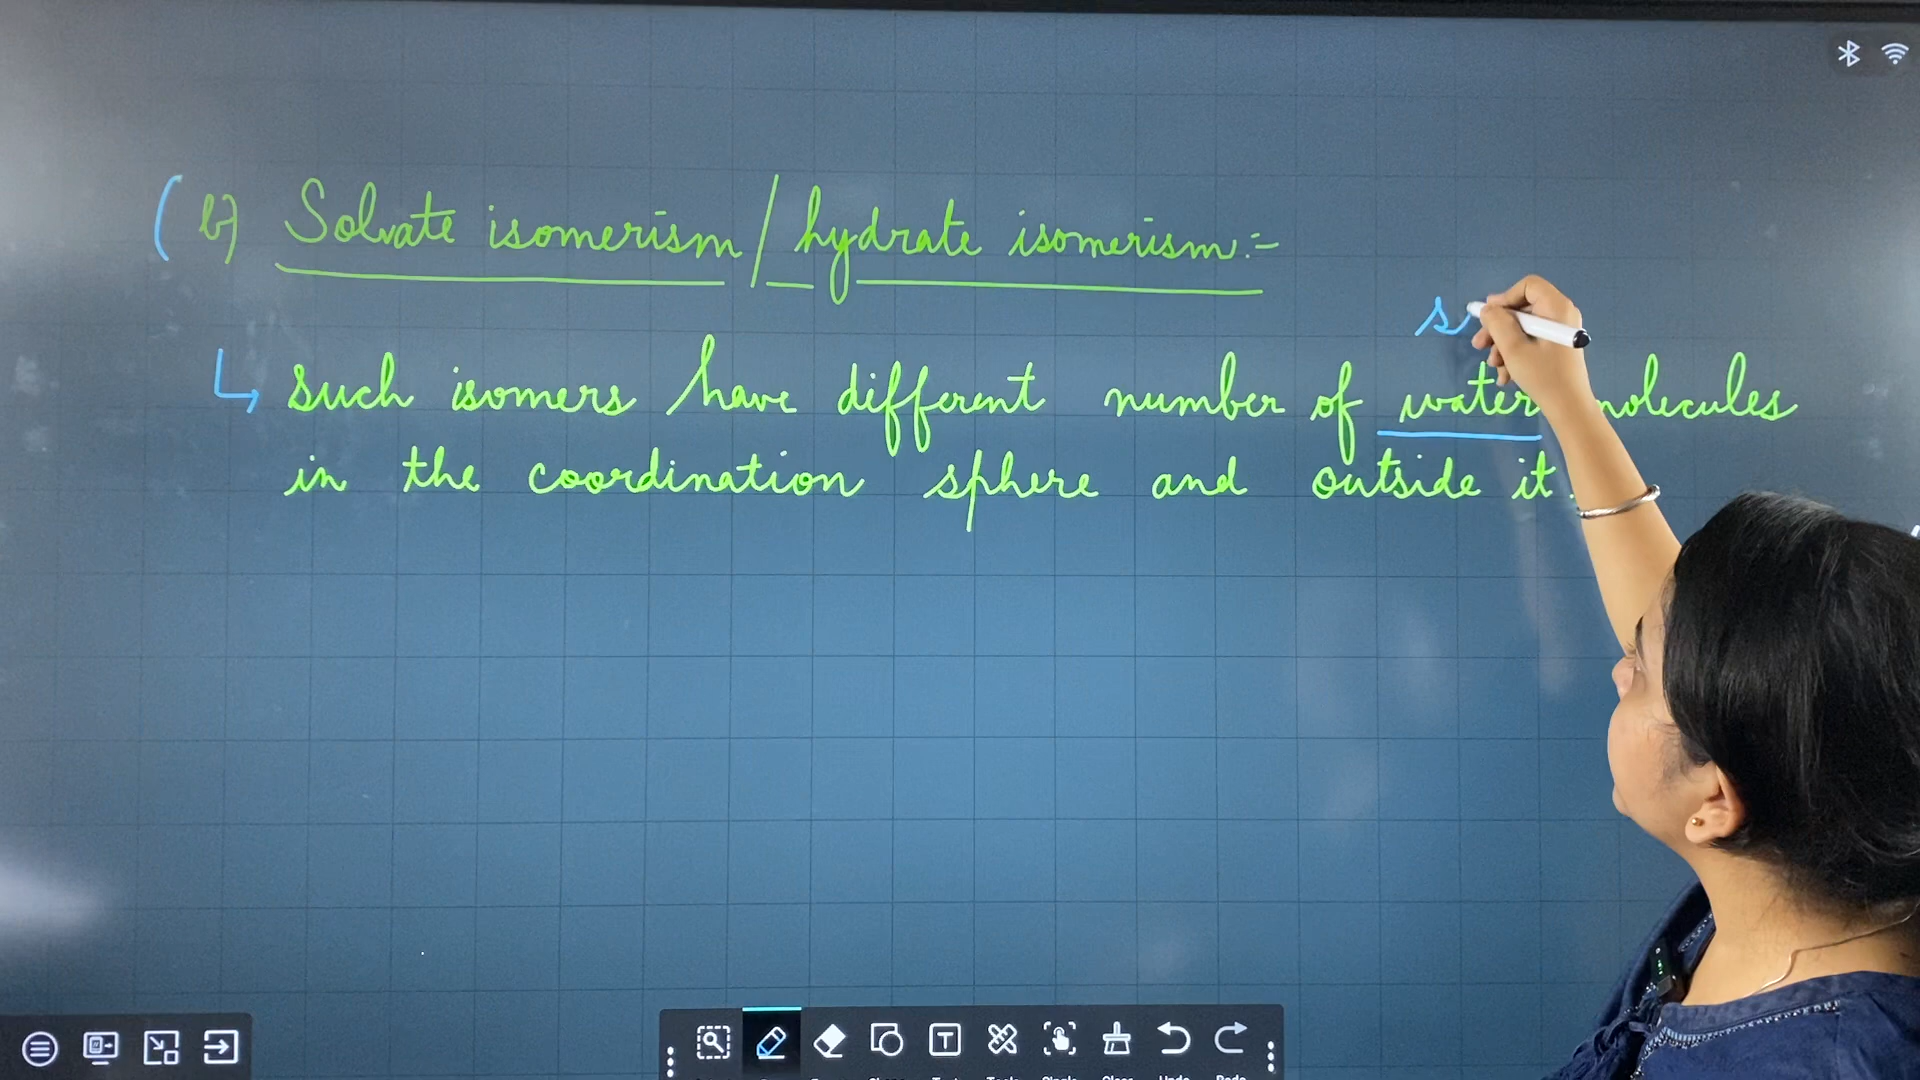 (b) Solvate isomerism / hydrate isomerism :-
s
↳ such isomers have different number of water molecules
in the coordination sphere and outside it.